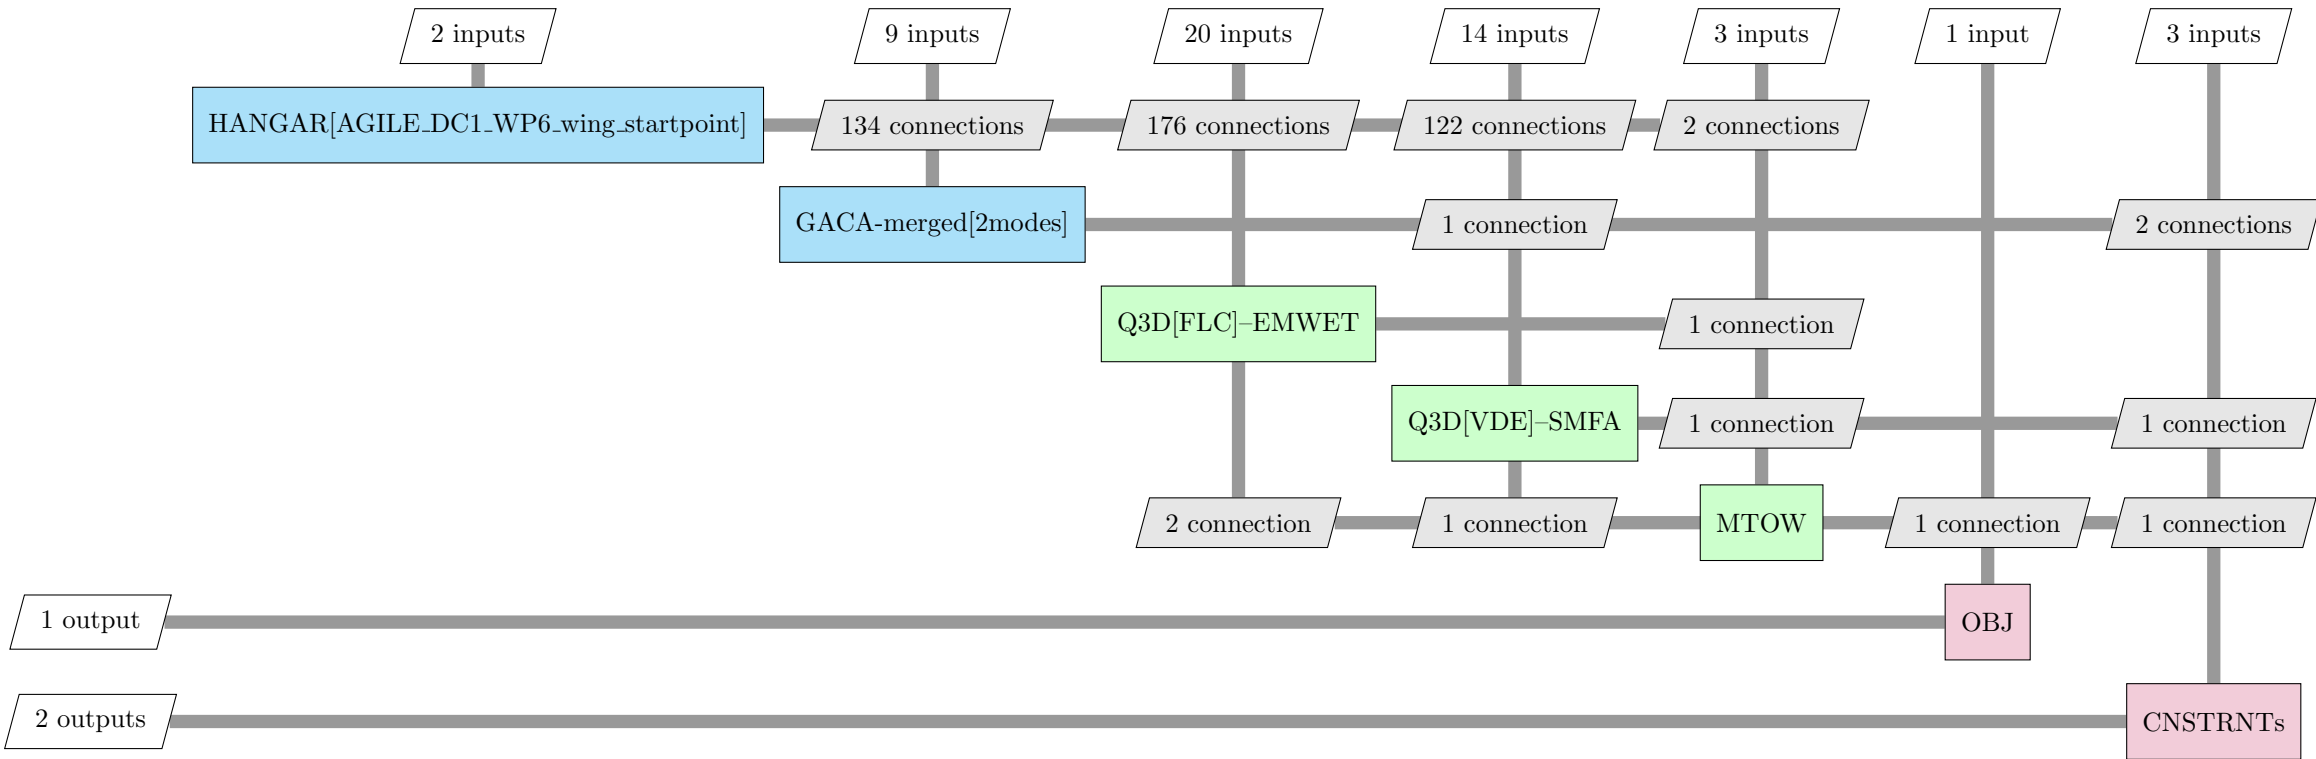 2 inputs
9 inputs
20 inputs
14 inputs
3 inputs
1 input
3 inputs
HANGAR[AGILE_DC1_WP6_wing_startpoint]
134 connections
176 connections
122 connections
2 connections
GACA-merged[2modes]
1 connection
2 connections
Q3D[FLC]–EMWET
1 connection
Q3D[VDE]–SMFA
1 connection
1 connection
2 connection
1 connection
MTOW
1 connection
1 connection
1 output
OBJ
2 outputs
CNSTRNTs